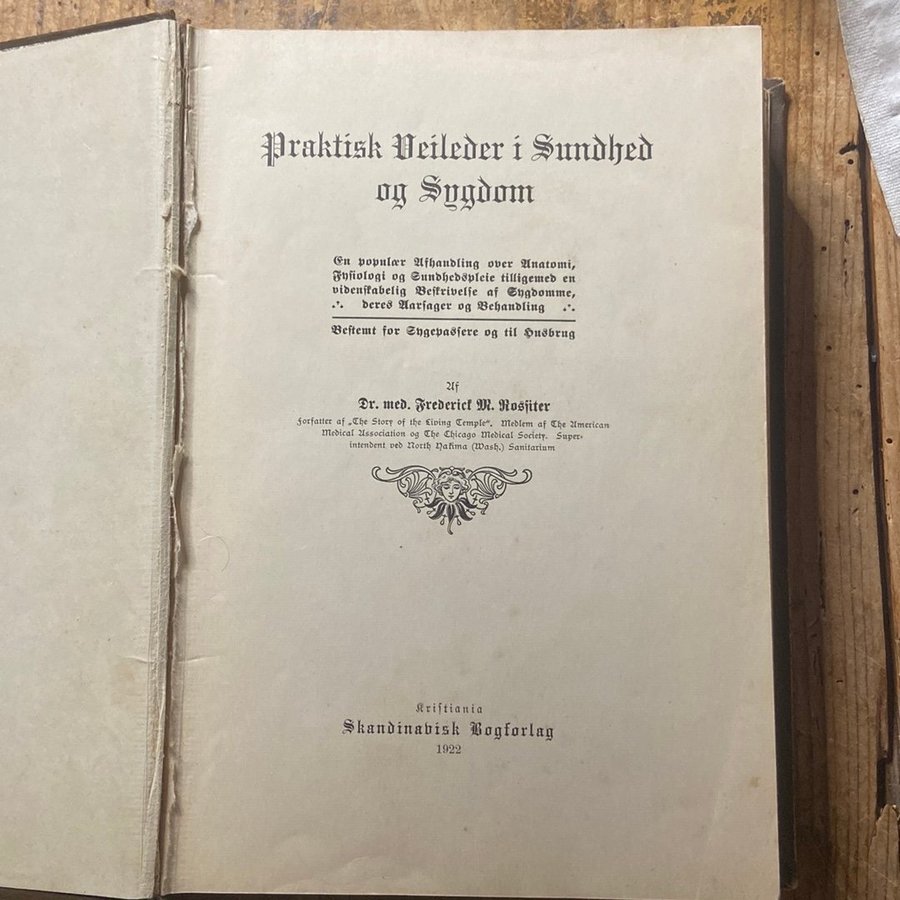 Praktisk Veileder i Sundhed
og Sygdom
En populær Afhandling over Anatomi,
Fysiologi og Sundhedspleie tilligemed en
videnskabelig Beskrivelse af Sygdomme,
deres Aarsager og Behandling
Bestemt for Sygepassere og til Husbrug
Af
Dr. med. Frederick M. Rossiter
Forfatter af „The Story of the Living Temple“. Medlem af The American
Medical Association og The Chicago Medical Society. Super-
intendent ved North Yakima (Wash.) Sanitarium
Kristiania
Skandinavisk Bogforlag
1922